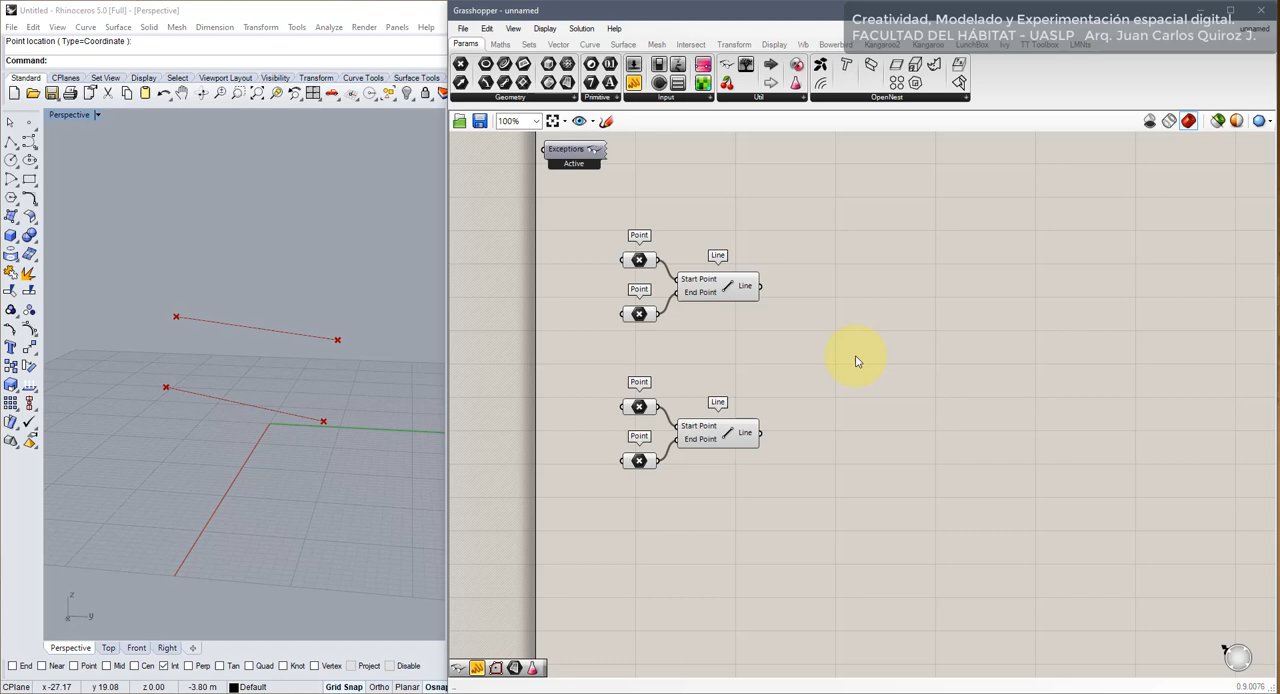 Untitled - Rhinoceros 5.0 [Full] - [Perspective]
File Edit View Curve Surface Solid Mesh Dimension Transform Tools Analyze Render Panels Help
Point location ( Type=Coordinate ):
Command:
Standard CPlanes Set View Display Select Viewport Layout Visibility Transform Curve Tools Surface Tools
Perspective
x
y
z
Perspective Top Front Right
End Near Point Mid Cen Int Perp Tan Quad Knot Vertex Project Disable
CPlane x -27.17 y 19.08 z 0.00 -3.80 m Default Grid Snap Ortho Planar Osnap
Grasshopper - unnamed
Creatividad, Modelado y Experimentación espacial digital.
FACULTAD DEL HÁBITAT - UASLP Arq. Juan Carlos Quiroz J.
File Edit View Display Solution Help
unnamed
Params Maths Sets Vector Curve Surface Mesh Intersect Transform Display Wb Bowerbird Kangaroo2 Kangaroo LunchBox Ivy TT Toolbox LMNts
Geometry Primitive Input Util OpenNest
100%
Exceptions
Active
Point
Line
Start Point
End Point
Line
Point
Point
Line
Start Point
End Point
Line
Point
0.9.0076